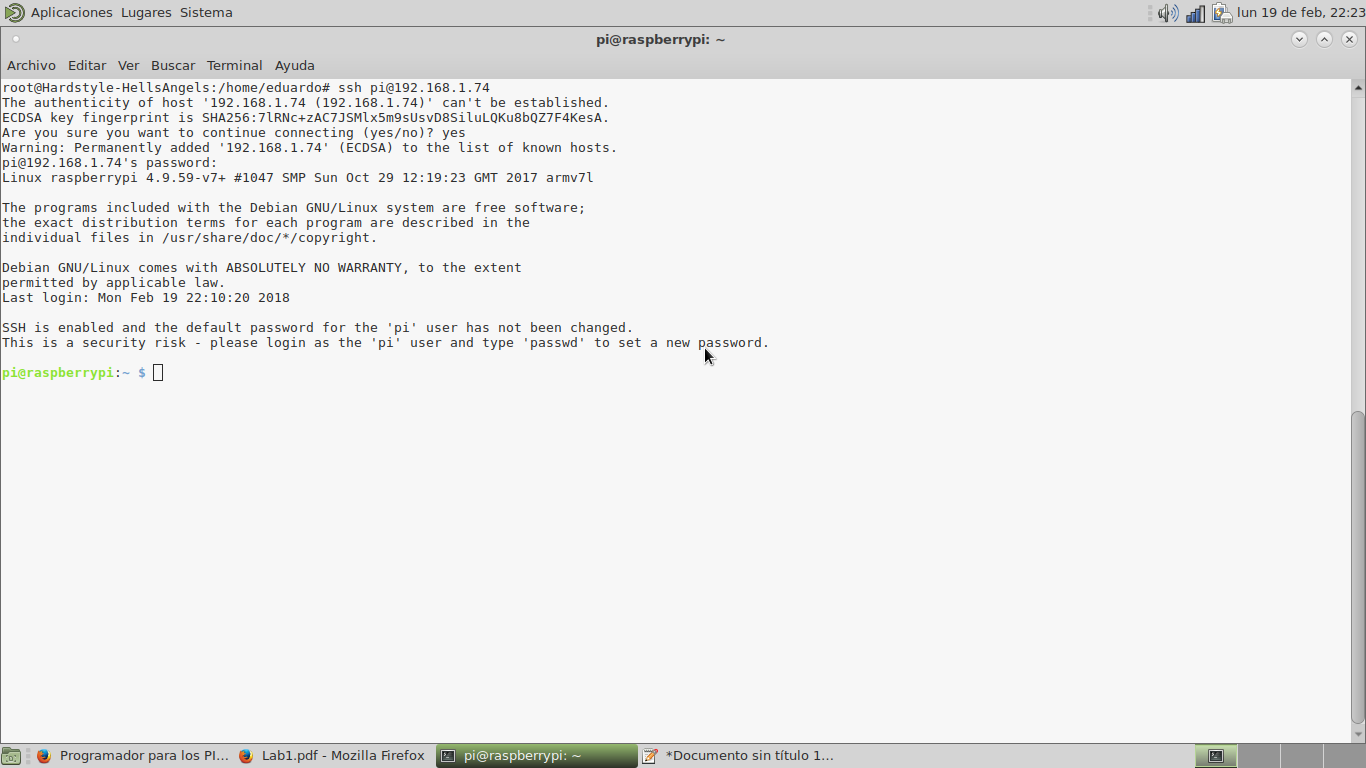 Aplicaciones Lugares Sistema lun 19 de feb, 22:23
pi@raspberrypi: ~
Archivo Editar Ver Buscar Terminal Ayuda
root@Hardstyle-HellsAngels:/home/eduardo# ssh pi@192.168.1.74
The authenticity of host '192.168.1.74 (192.168.1.74)' can't be established.
ECDSA key fingerprint is SHA256:7lRNc+zAC7JSMlx5m9sUsvD8SiluLQKu8bQZ7F4KesA.
Are you sure you want to continue connecting (yes/no)? yes
Warning: Permanently added '192.168.1.74' (ECDSA) to the list of known hosts.
pi@192.168.1.74's password:
Linux raspberrypi 4.9.59-v7+ #1047 SMP Sun Oct 29 12:19:23 GMT 2017 armv7l
The programs included with the Debian GNU/Linux system are free software;
the exact distribution terms for each program are described in the
individual files in /usr/share/doc/*/copyright.
Debian GNU/Linux comes with ABSOLUTELY NO WARRANTY, to the extent
permitted by applicable law.
Last login: Mon Feb 19 22:10:20 2018
SSH is enabled and the default password for the 'pi' user has not been changed.
This is a security risk - please login as the 'pi' user and type 'passwd' to set a new password.
pi@raspberrypi:~ $
Programador para los PI... Lab1.pdf - Mozilla Firefox pi@raspberrypi: ~ *Documento sin título 1...